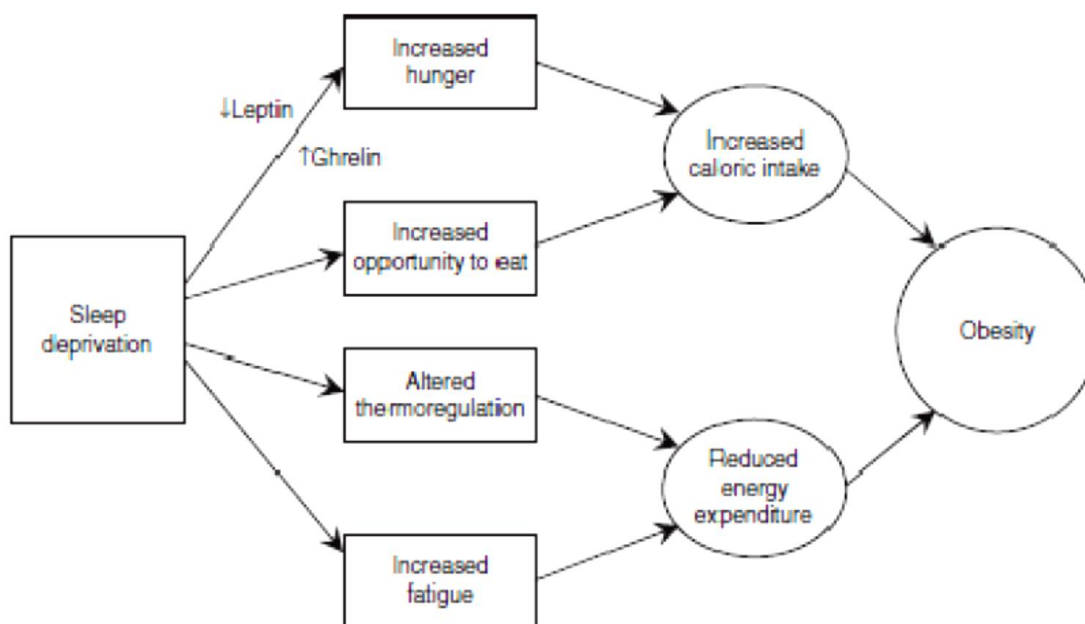 Increased
hunger
↓Leptin
↑Ghrelin
Increased
caloric intake
Increased
opportunity to eat
Sleep
deprivation
Obesity
Altered
thermoregulation
Reduced
energy
expenditure
Increased
fatigue